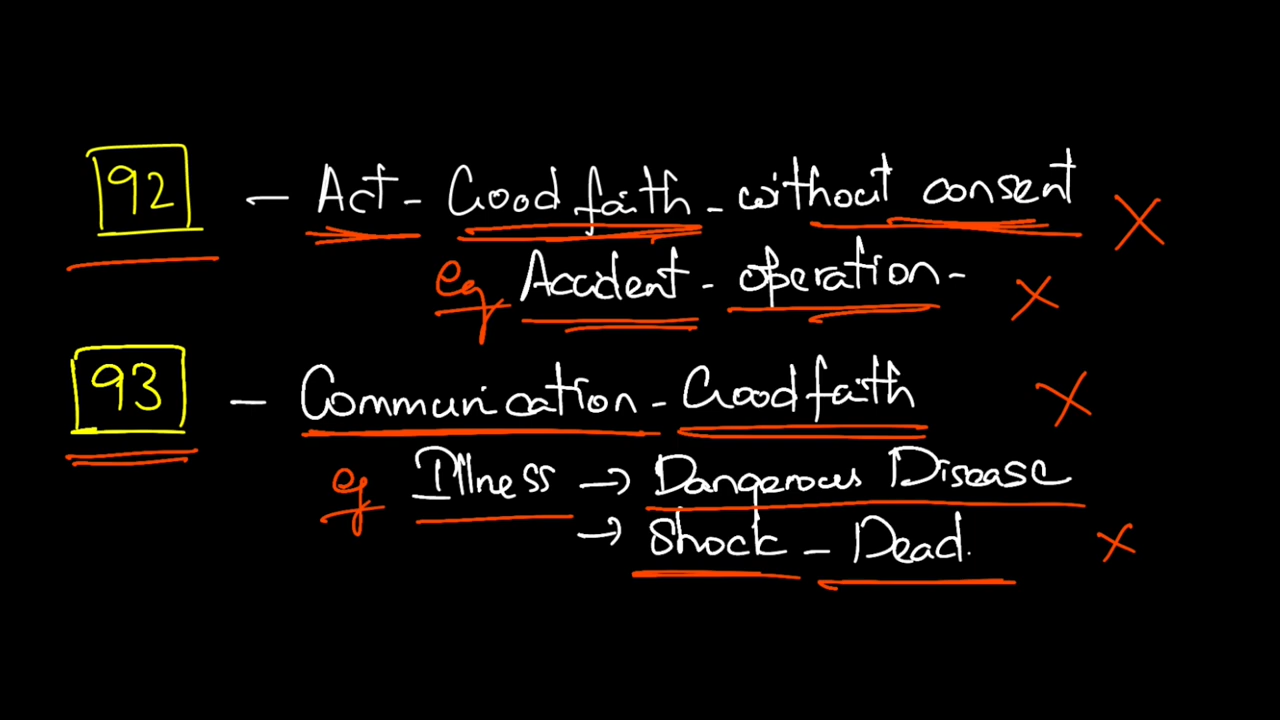 92 - Act - Good faith - without consent X
eg Accident - operation - X
93 - Communication - Good faith X
eg Illness → Dangerous Disease
→ Shock - Dead. X